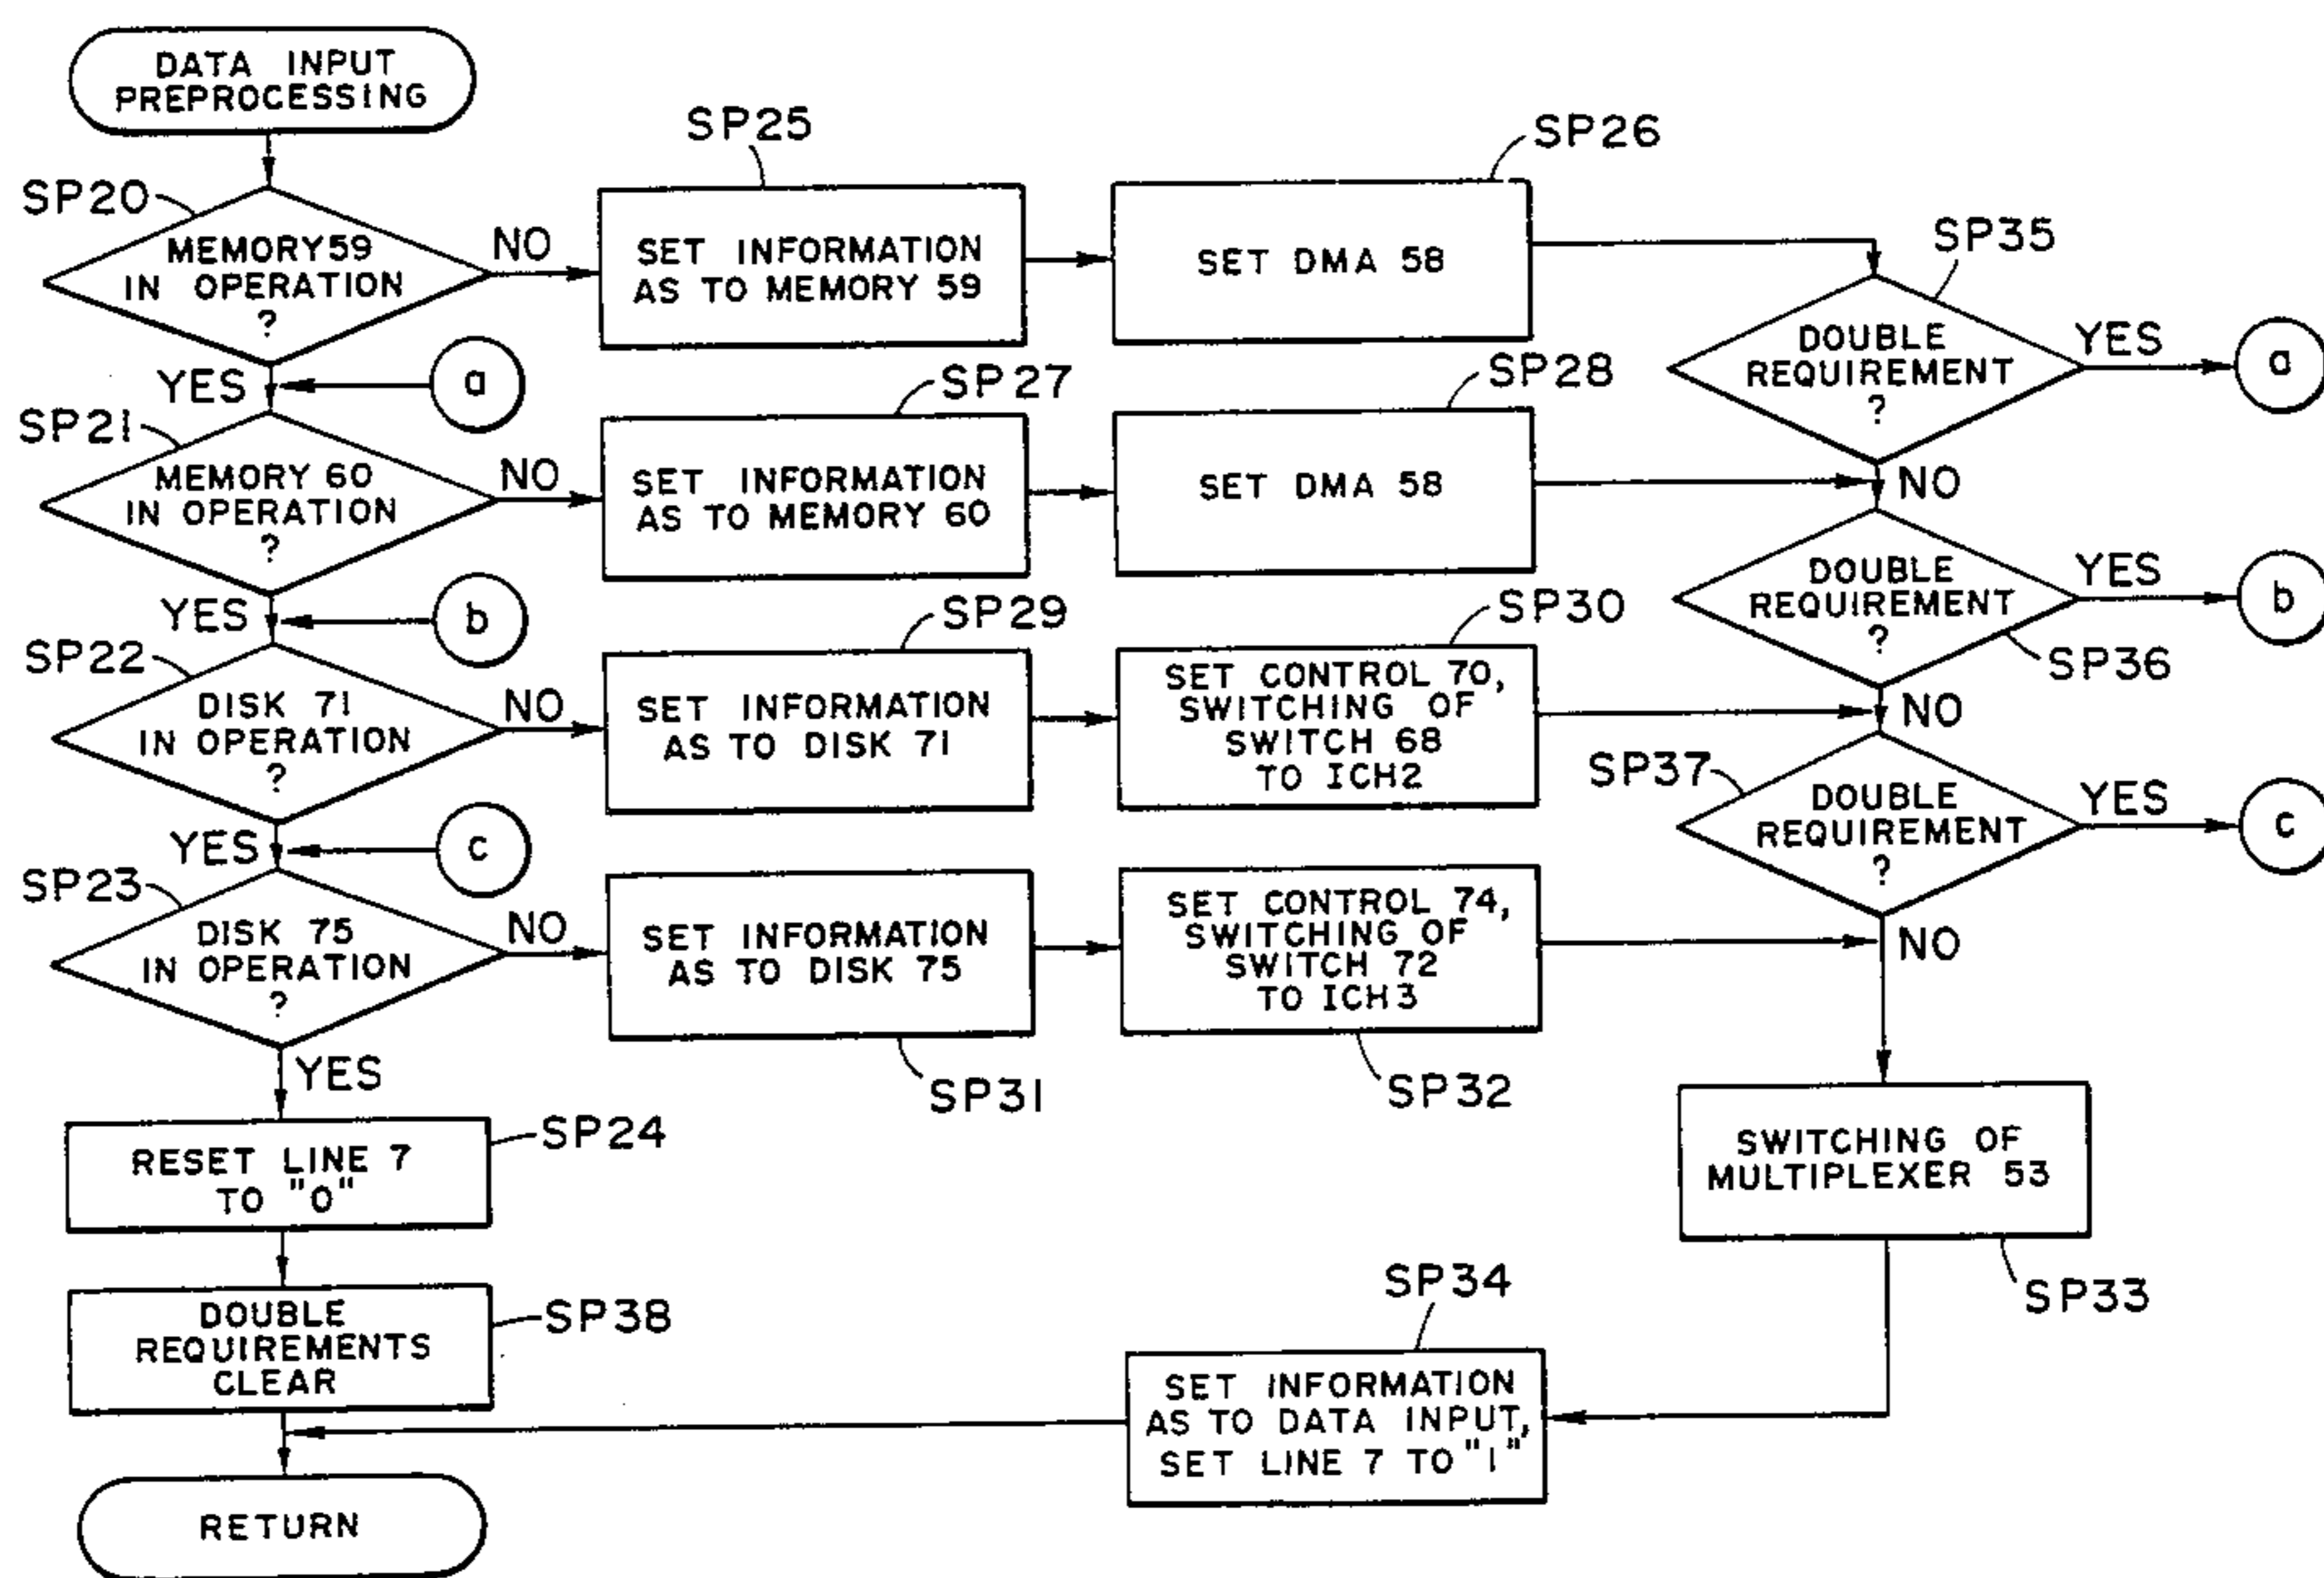 DATA INPUT
PREPROCESSING
SP20
MEMORY 59
IN OPERATION
?
NO
YES
SP25
SET INFORMATION
AS TO MEMORY 59
SP26
SET DMA 58
SP35
DOUBLE
REQUIREMENT
?
YES
a
NO
a
SP21
MEMORY 60
IN OPERATION
?
NO
YES
SP27
SET INFORMATION
AS TO MEMORY 60
SP28
SET DMA 58
DOUBLE
REQUIREMENT
?
YES
b
SP36
NO
b
SP22
DISK 71
IN OPERATION
?
NO
YES
SP29
SET INFORMATION
AS TO DISK 71
SP30
SET CONTROL 70,
SWITCHING OF
SWITCH 68
TO ICH2
SP37
DOUBLE
REQUIREMENT
?
YES
c
NO
c
SP23
DISK 75
IN OPERATION
?
NO
YES
SET INFORMATION
AS TO DISK 75
SP31
SET CONTROL 74,
SWITCHING OF
SWITCH 72
TO ICH3
SP32
SWITCHING OF
MULTIPLEXER 53
SP33
RESET LINE 7
TO "0"
SP24
DOUBLE
REQUIREMENTS
CLEAR
SP38
SP34
SET INFORMATION
AS TO DATA INPUT,
SET LINE 7 TO "1"
RETURN